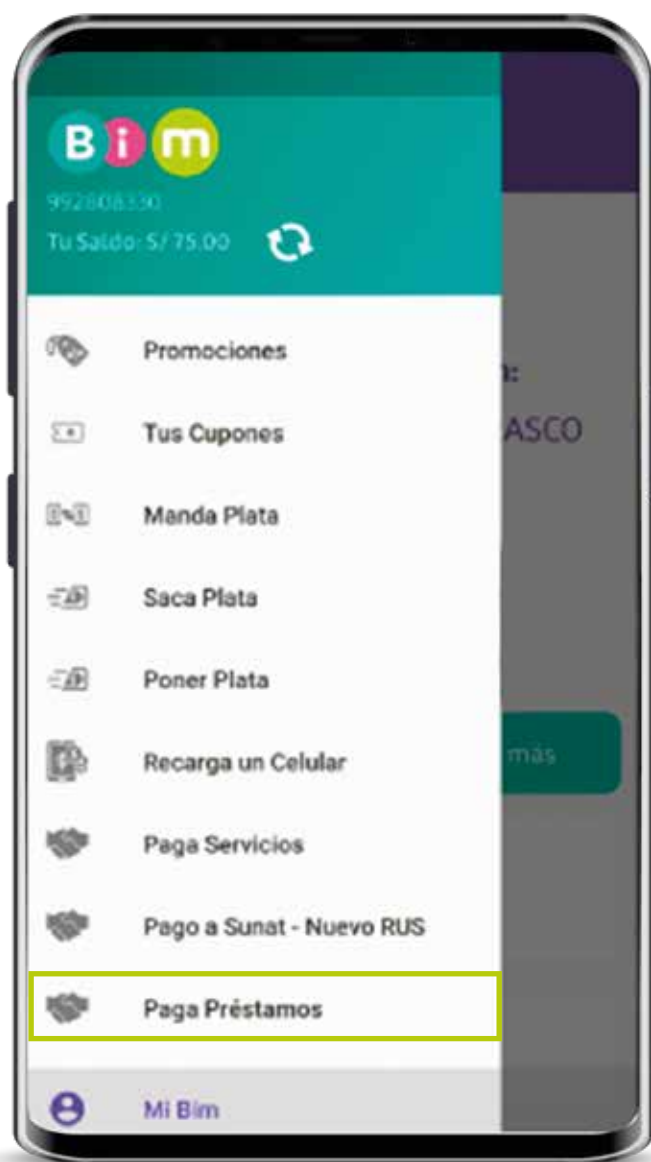 Bim
992808330
Tu Saldo: S/ 75.00
Promociones
Tus Cupones
ASCO
Manda Plata
Saca Plata
Poner Plata
más
Recarga un Celular
Paga Servicios
Pago a Sunat - Nuevo RUS
Paga Préstamos
Mi Bim